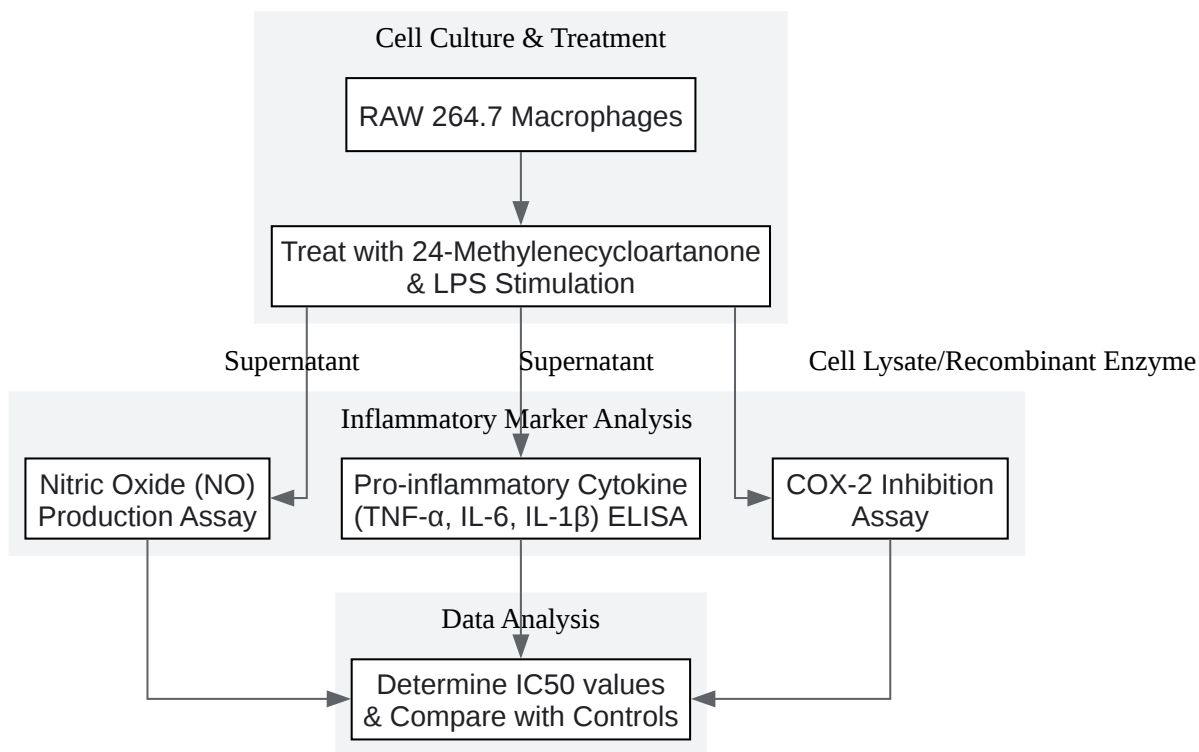 Cell Culture & Treatment
RAW 264.7 Macrophages
Treat with 24-Methylenecycloartanone
& LPS Stimulation
Supernatant
Supernatant
Cell Lysate/Recombinant Enzyme
Inflammatory Marker Analysis
Nitric Oxide (NO)
Production Assay
Pro-inflammatory Cytokine
(TNF-α, IL-6, IL-1β) ELISA
COX-2 Inhibition
Assay
Data Analysis
Determine IC50 values
& Compare with Controls